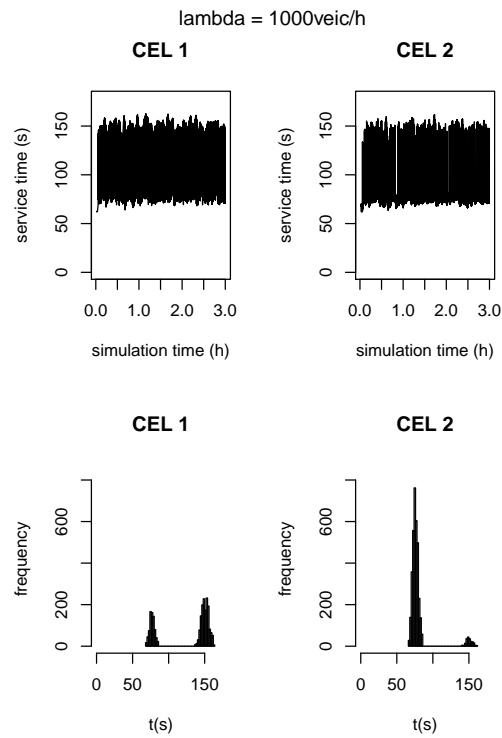 lambda = 1000veic/h
CEL 1
CEL 2
service time (s)
0 50 100 150
0.0 1.0 2.0 3.0
simulation time (h)
service time (s)
0 50 100 150
0.0 1.0 2.0 3.0
simulation time (h)
CEL 1
CEL 2
frequency
0 200 600
0 50 150
t(s)
frequency
0 200 600
0 50 150
t(s)